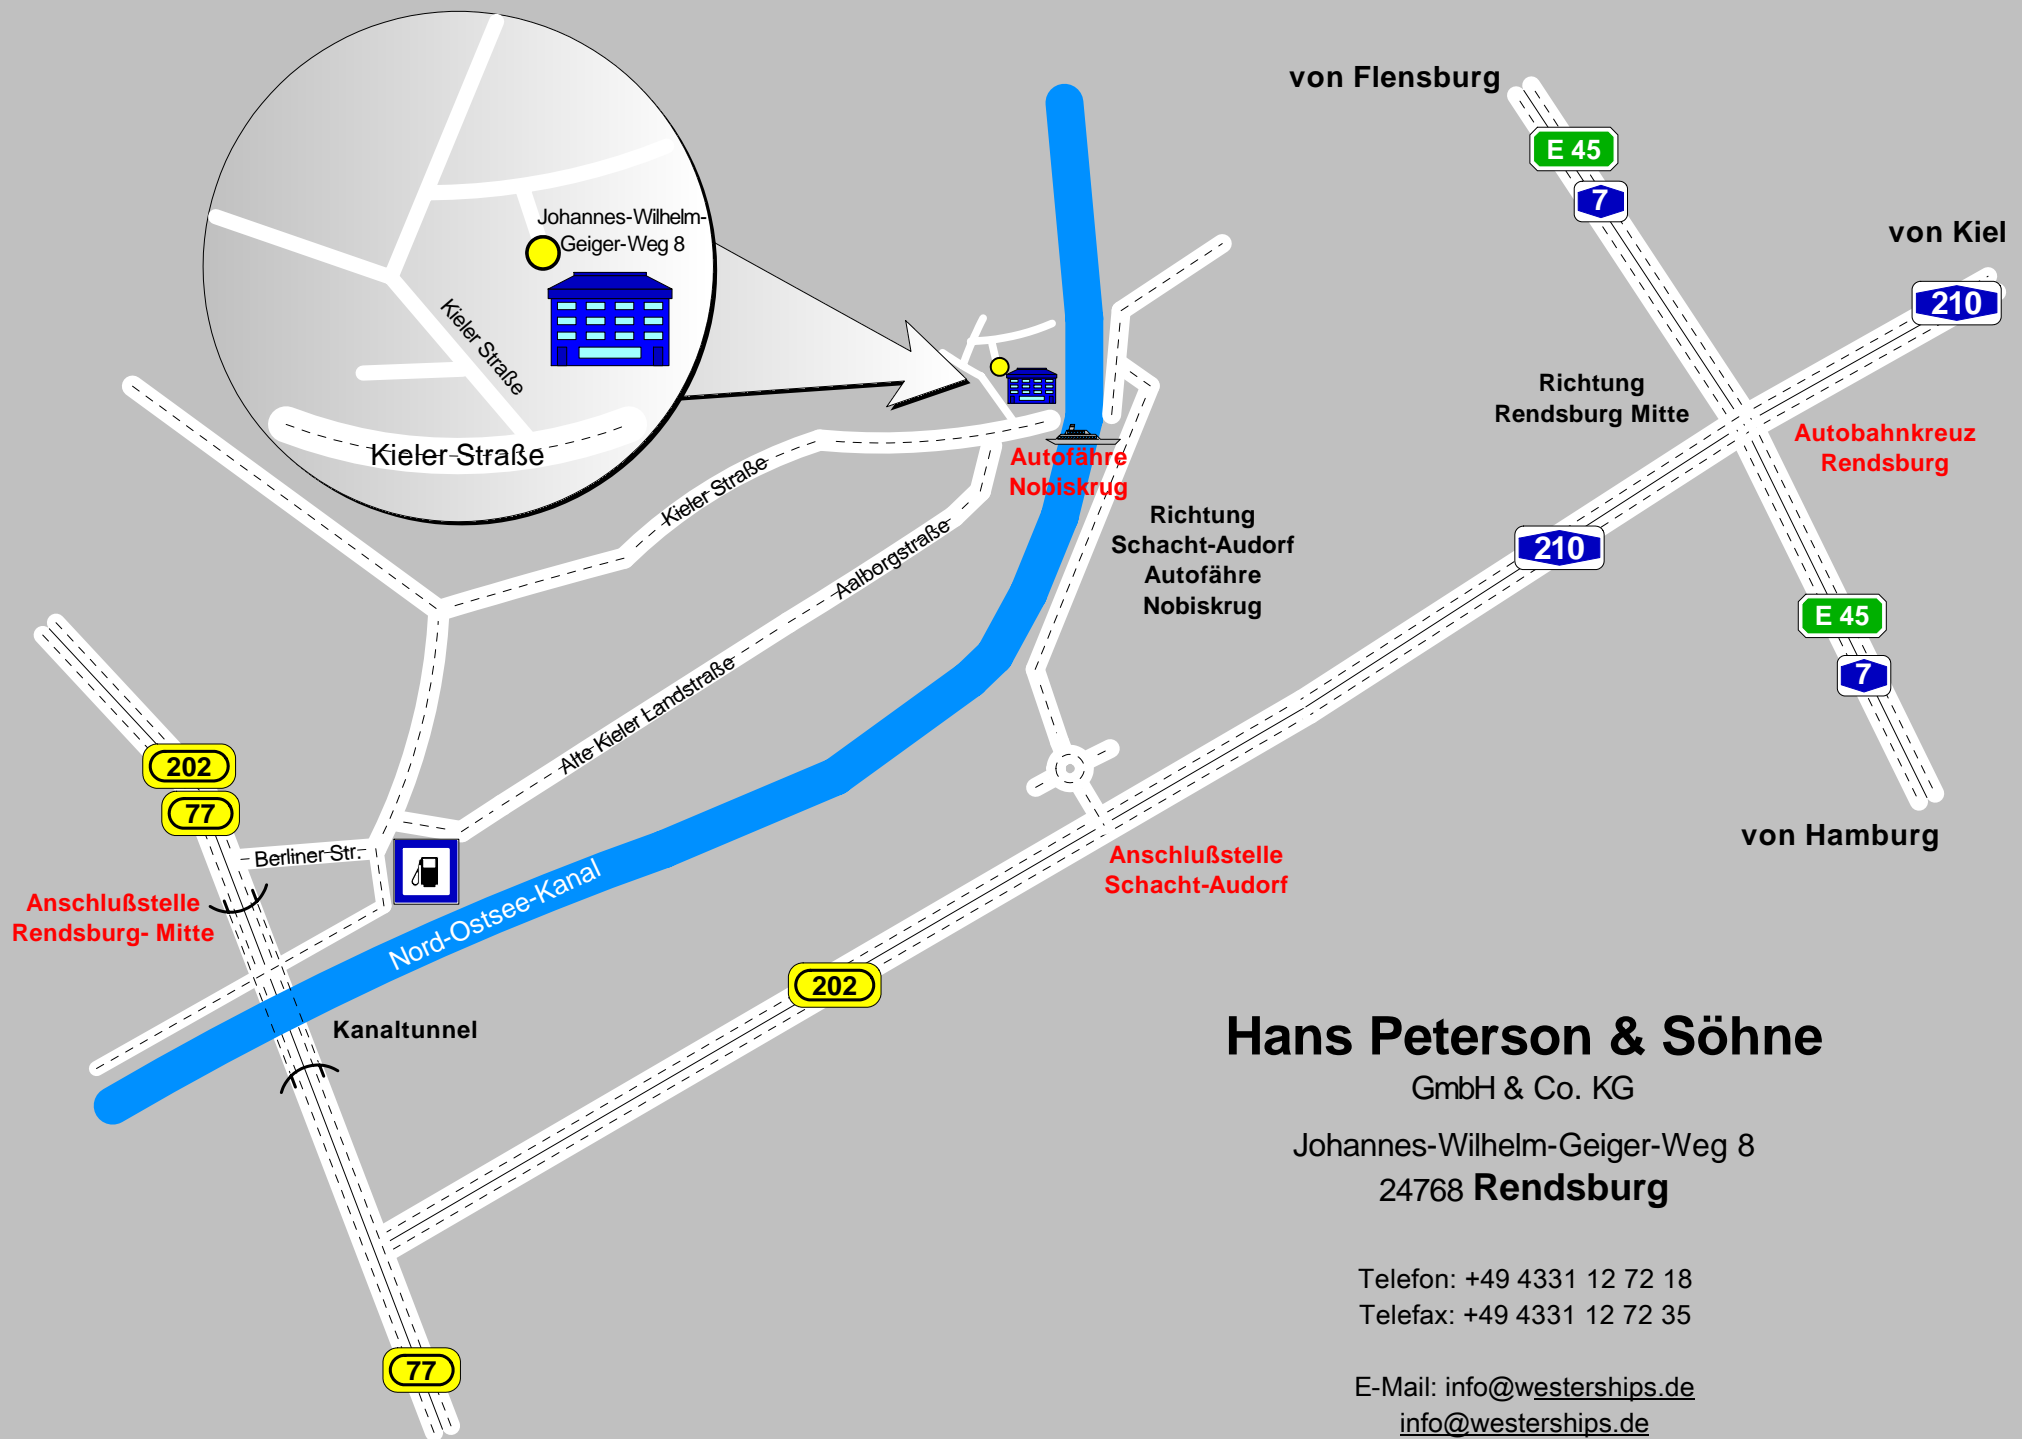 von Flensburg
E 45
7
von Kiel
210
Johannes-Wilhelm-
Geiger-Weg 8
Kieler Straße
Kieler Straße
Richtung
Rendsburg Mitte
Autobahnkreuz
Rendsburg
Kieler Straße
Autofähre
Nobiskrug
Richtung
Schacht-Audorf
Autofähre
Nobiskrug
210
Aalborgstraße
E 45
7
Alte Kieler Landstraße
202
77
von Hamburg
Berliner Str.
Anschlußstelle
Schacht-Audorf
Anschlußstelle
Rendsburg- Mitte
Nord-Ostsee-Kanal
202
Kanaltunnel
Hans Peterson & Söhne
GmbH & Co. KG
Johannes-Wilhelm-Geiger-Weg 8
24768 Rendsburg
Telefon: +49 4331 12 72 18
Telefax: +49 4331 12 72 35
77
E-Mail: info@westerships.de
info@westerships.de